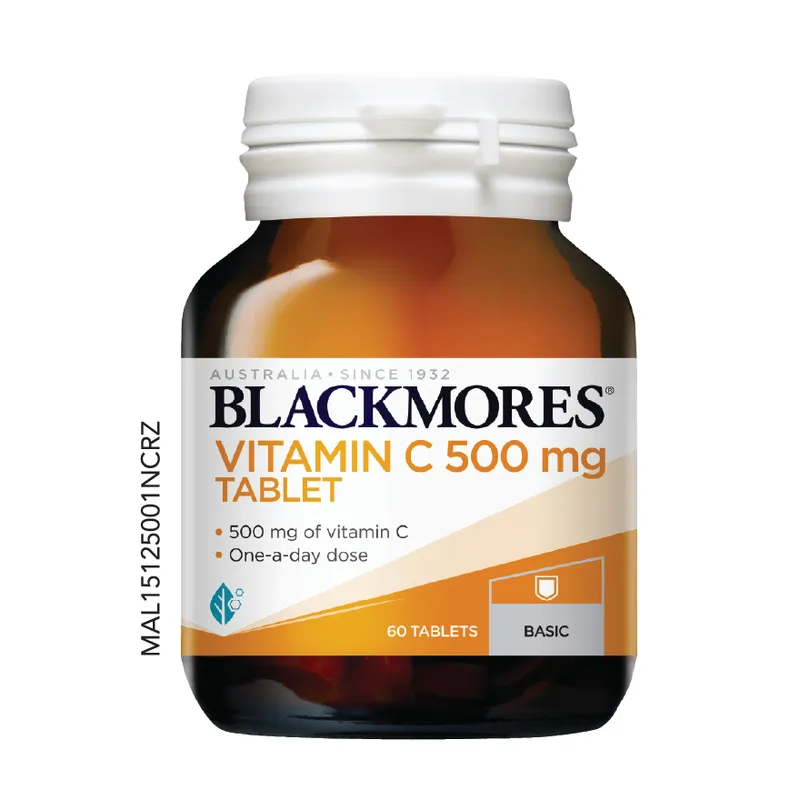 AUSTRALIA • SINCE 1932
BLACKMORES®
VITAMIN C 500 mg
TABLET
• 500 mg of vitamin C
• One-a-day dose
60 TABLETS
BASIC
MAL15125001NCRZ